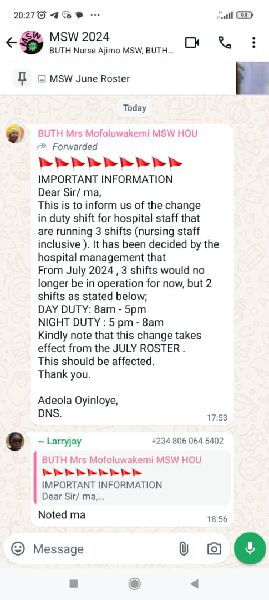 20:27
93
MSW 2024
BUTH Nurse Ajimo MSW, BUTH...
MSW June Roster
Today
BUTH Mrs Mofoluwakemi MSW HOU
Forwarded
IMPORTANT INFORMATION
Dear Sir/ ma,
This is to inform us of the change
in duty shift for hospital staff that
are running 3 shifts (nursing staff
inclusive ). It has been decided by the
hospital management that
From July 2024 , 3 shifts would no
longer be in operation for now, but 2
shifts as stated below;
DAY DUTY: 8am - 5pm
NIGHT DUTY : 5 pm - 8am
Kindly note that this change takes
effect from the JULY ROSTER .
This should be affected.
Thank you.
Adeola Oyinloye,
DNS.
17:53
~ Larryjay +234 806 064 5402
BUTH Mrs Mofoluwakemi MSW HOU
IMPORTANT INFORMATION
Dear Sir/ ma,...
Noted ma
18:56
Message